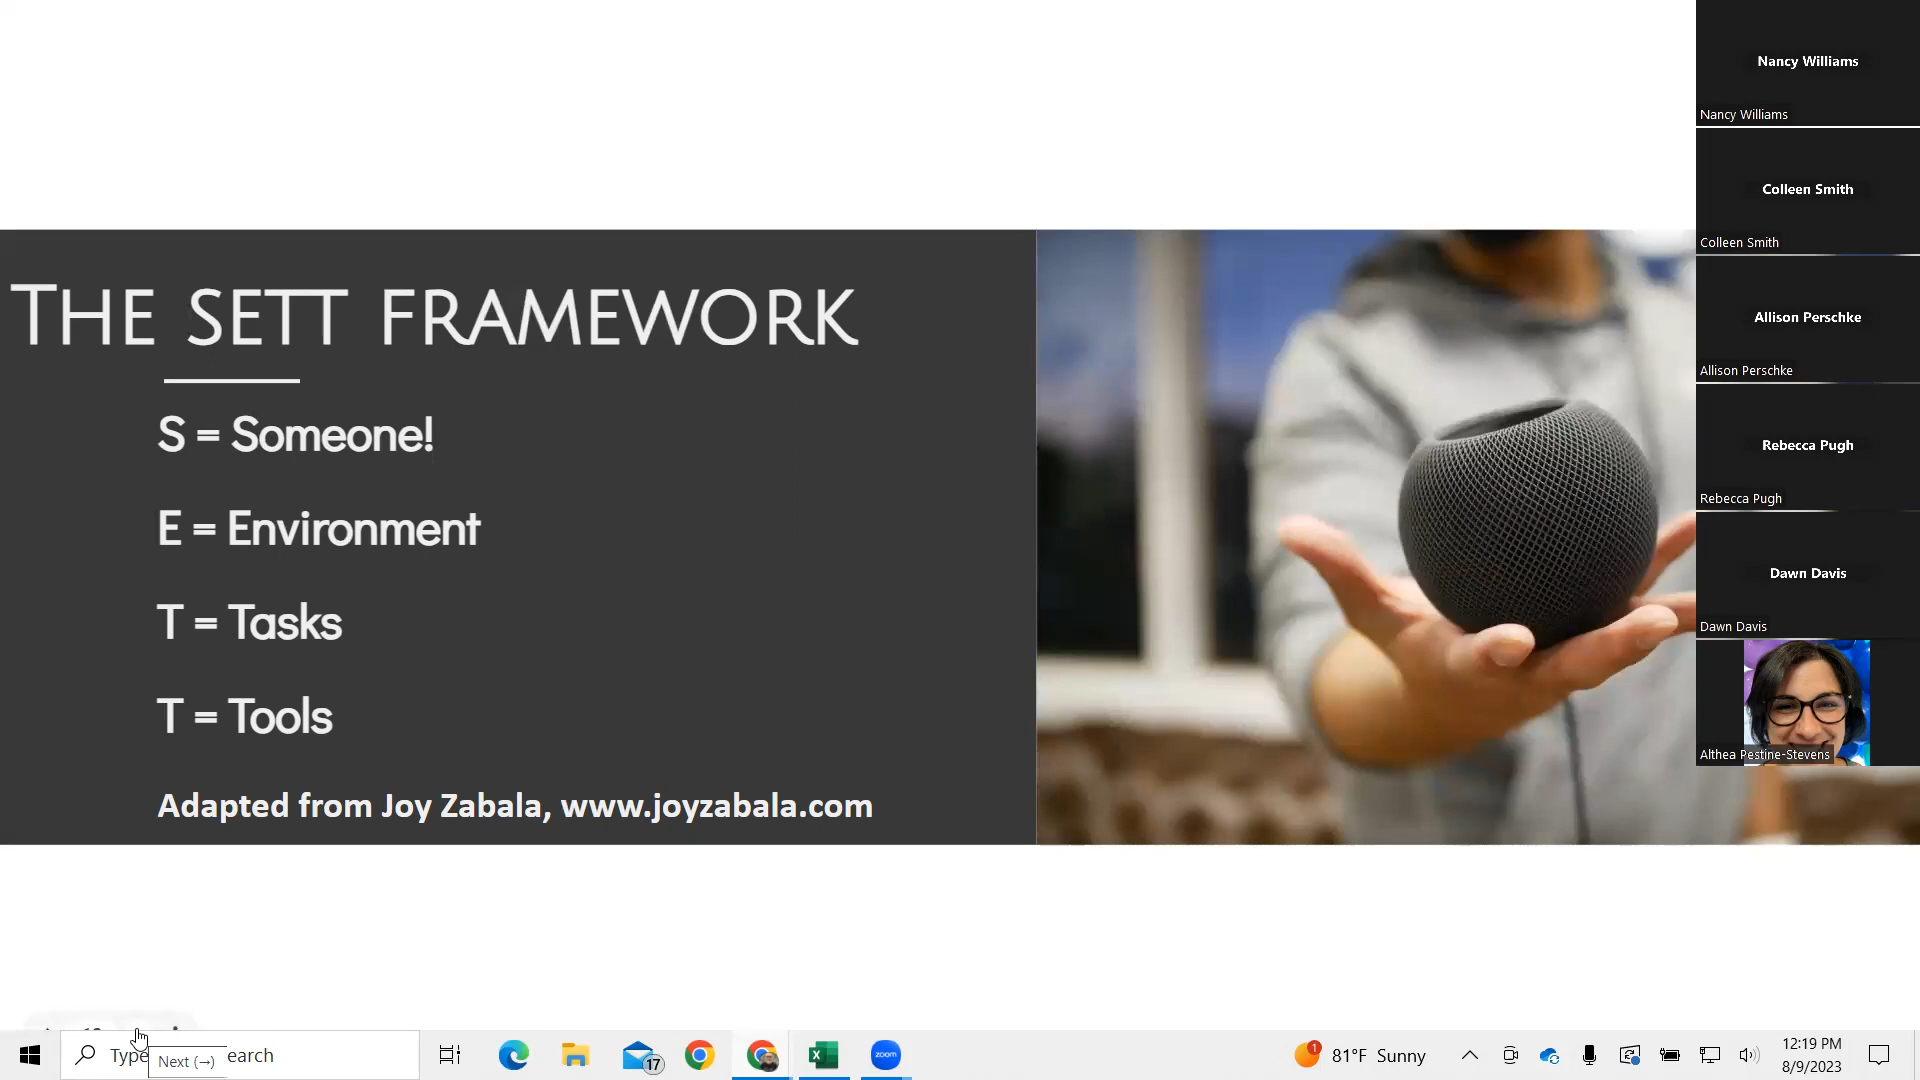 THE SETT FRAMEWORK
S = Someone!
E = Environment
T = Tasks
T = Tools
Adapted from Joy Zabala, www.joyzabala.com
Nancy Williams
Nancy Williams
Colleen Smith
Colleen Smith
Allison Perschke
Allison Perschke
Rebecca Pugh
Rebecca Pugh
Dawn Davis
Dawn Davis
Althea Pestine-Stevens
Type
earch
Next (→)
17
zoom
1
81°F Sunny
12:19 PM
8/9/2023